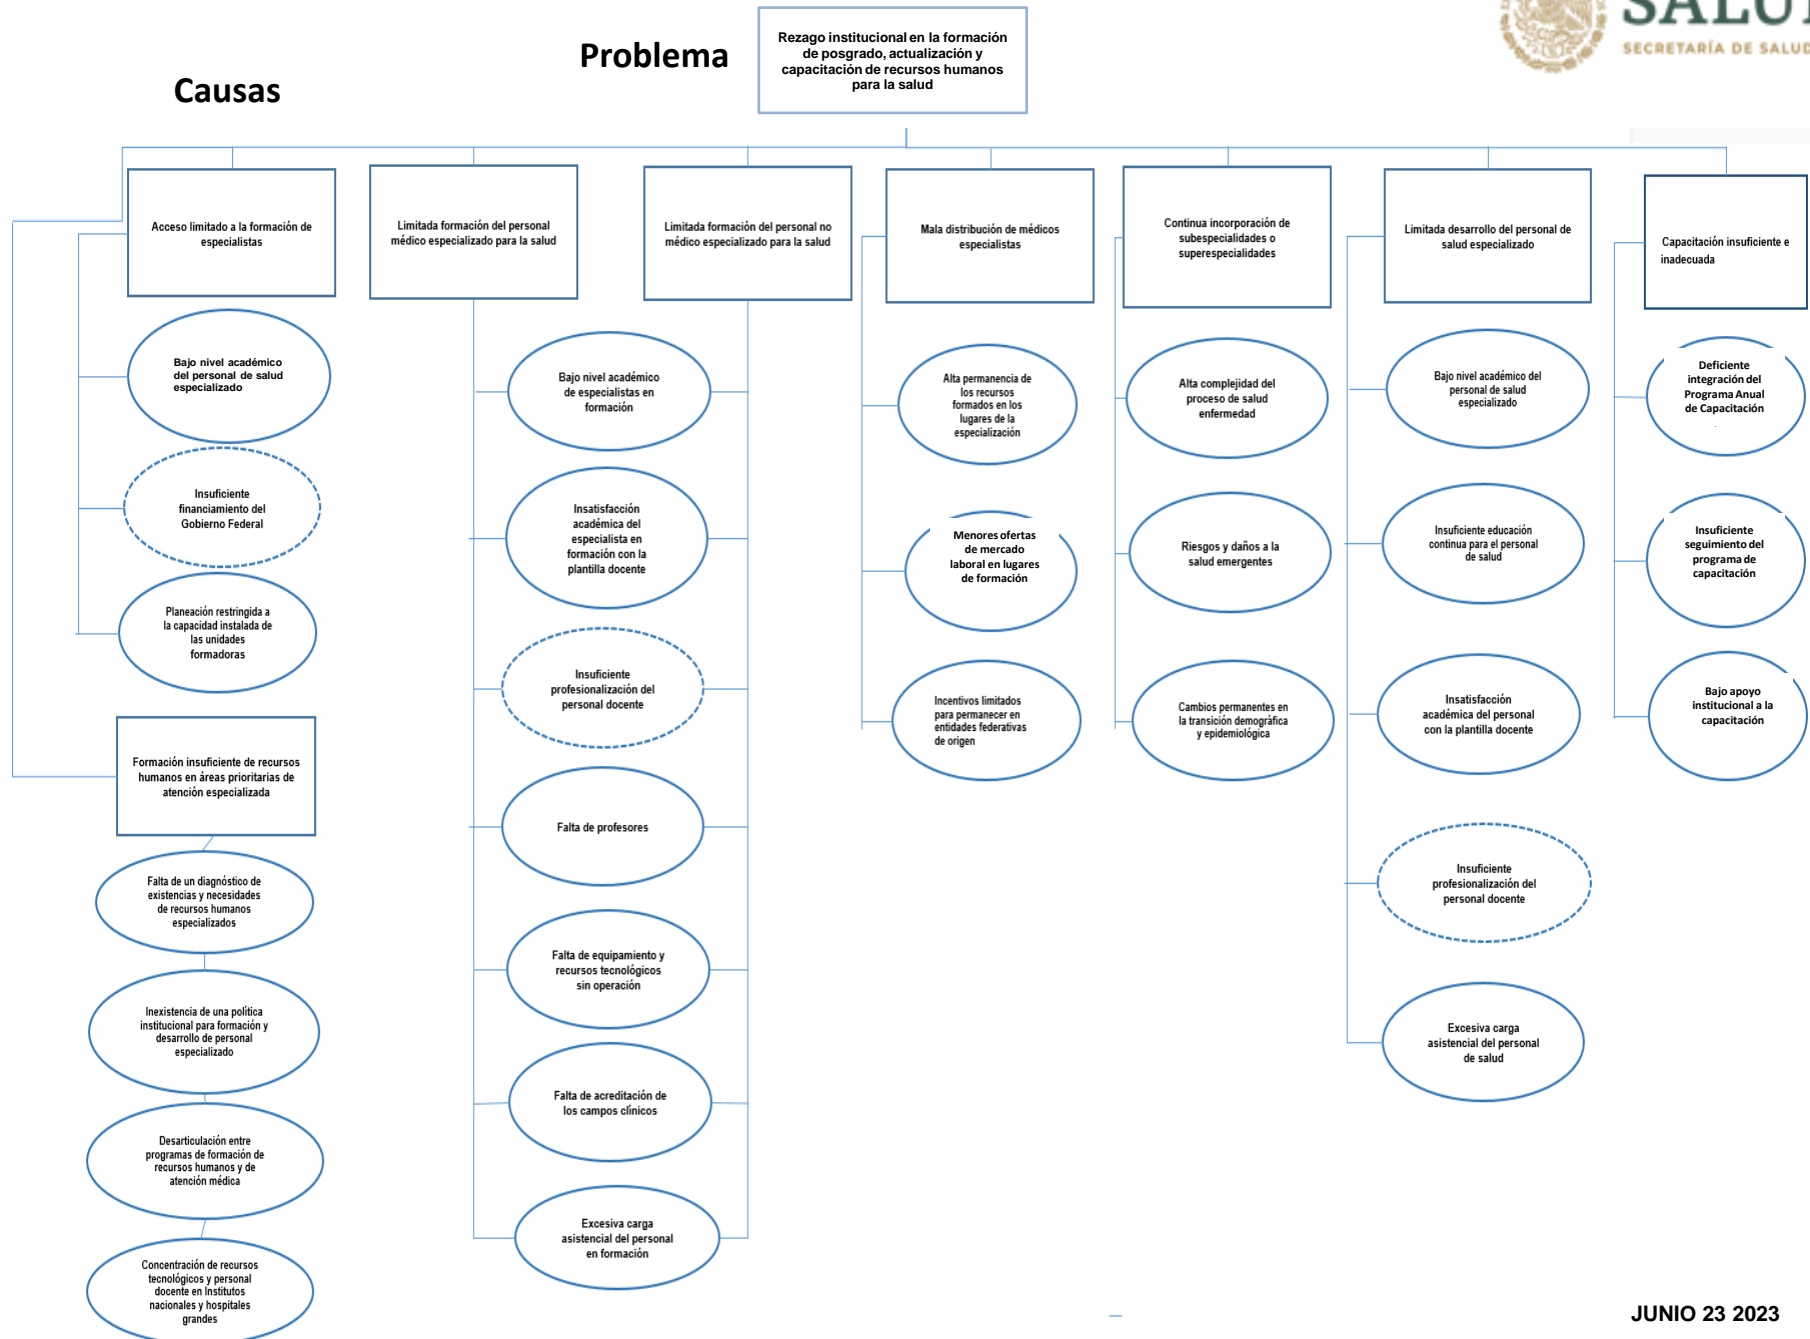 SALUD
SECRETARÍA DE SALUD
Problema
Rezago institucional en la formación
de posgrado, actualización y
capacitación de recursos humanos
para la salud
Causas
Acceso limitado a la formación de
especialistas
Limitada formación del personal
médico especializado para la salud
Limitada formación del personal no
médico especializado para la salud
Mala distribución de médicos
especialistas
Continua incorporación de
subespecialidades o
superespecialidades
Limitada desarrollo del personal de
salud especializado
Capacitación insuficiente e
inadecuada
Bajo nivel académico
del personal de salud
especializado
Insuficiente
financiamiento del
Gobierno Federal
Planeación restringida a
la capacidad instalada de
las unidades
formadoras
Formación insuficiente de recursos
humanos en áreas prioritarias de
atención especializada
Falta de un diagnóstico de
existencias y necesidades
de recursos humanos
especializados
Inexistencia de una política
institucional para formación y
desarrollo de personal
especializado
Desarticulación entre
programas de formación de
recursos humanos y de
atención médica
Concentración de recursos
tecnológicos y personal
docente en Institutos
nacionales y hospitales
grandes
Bajo nivel académico
de especialistas en
formación
Insatisfacción
académica del
especialista en
formación con la
plantilla docente
Insuficiente
profesionalización del
personal docente
Falta de profesores
Falta de equipamiento y
recursos tecnológicos
sin operación
Falta de acreditación de
los campos clínicos
Excesiva carga
asistencial del personal
en formación
Alta permanencia de
los recursos
formados en los
lugares de la
especialización
Menores ofertas
de mercado
laboral en lugares
de formación
Incentivos limitados
para permanecer en
entidades federativas
de origen
Alta complejidad del
proceso de salud
enfermedad
Riesgos y daños a la
salud emergentes
Cambios permanentes en
la transición demográfica
y epidemiológica
Bajo nivel académico del
personal de salud
especializado
Insuficiente educación
continua para el personal
de salud
Insatisfacción
académica del personal
con la plantilla docente
Insuficiente
profesionalización del
personal docente
Excesiva carga
asistencial del personal
de salud
Deficiente
integración del
Programa Anual
de Capacitación
.
Insuficiente
seguimiento del
programa de
capacitación
Bajo apoyo
institucional a la
capacitación
JUNIO 23 2023